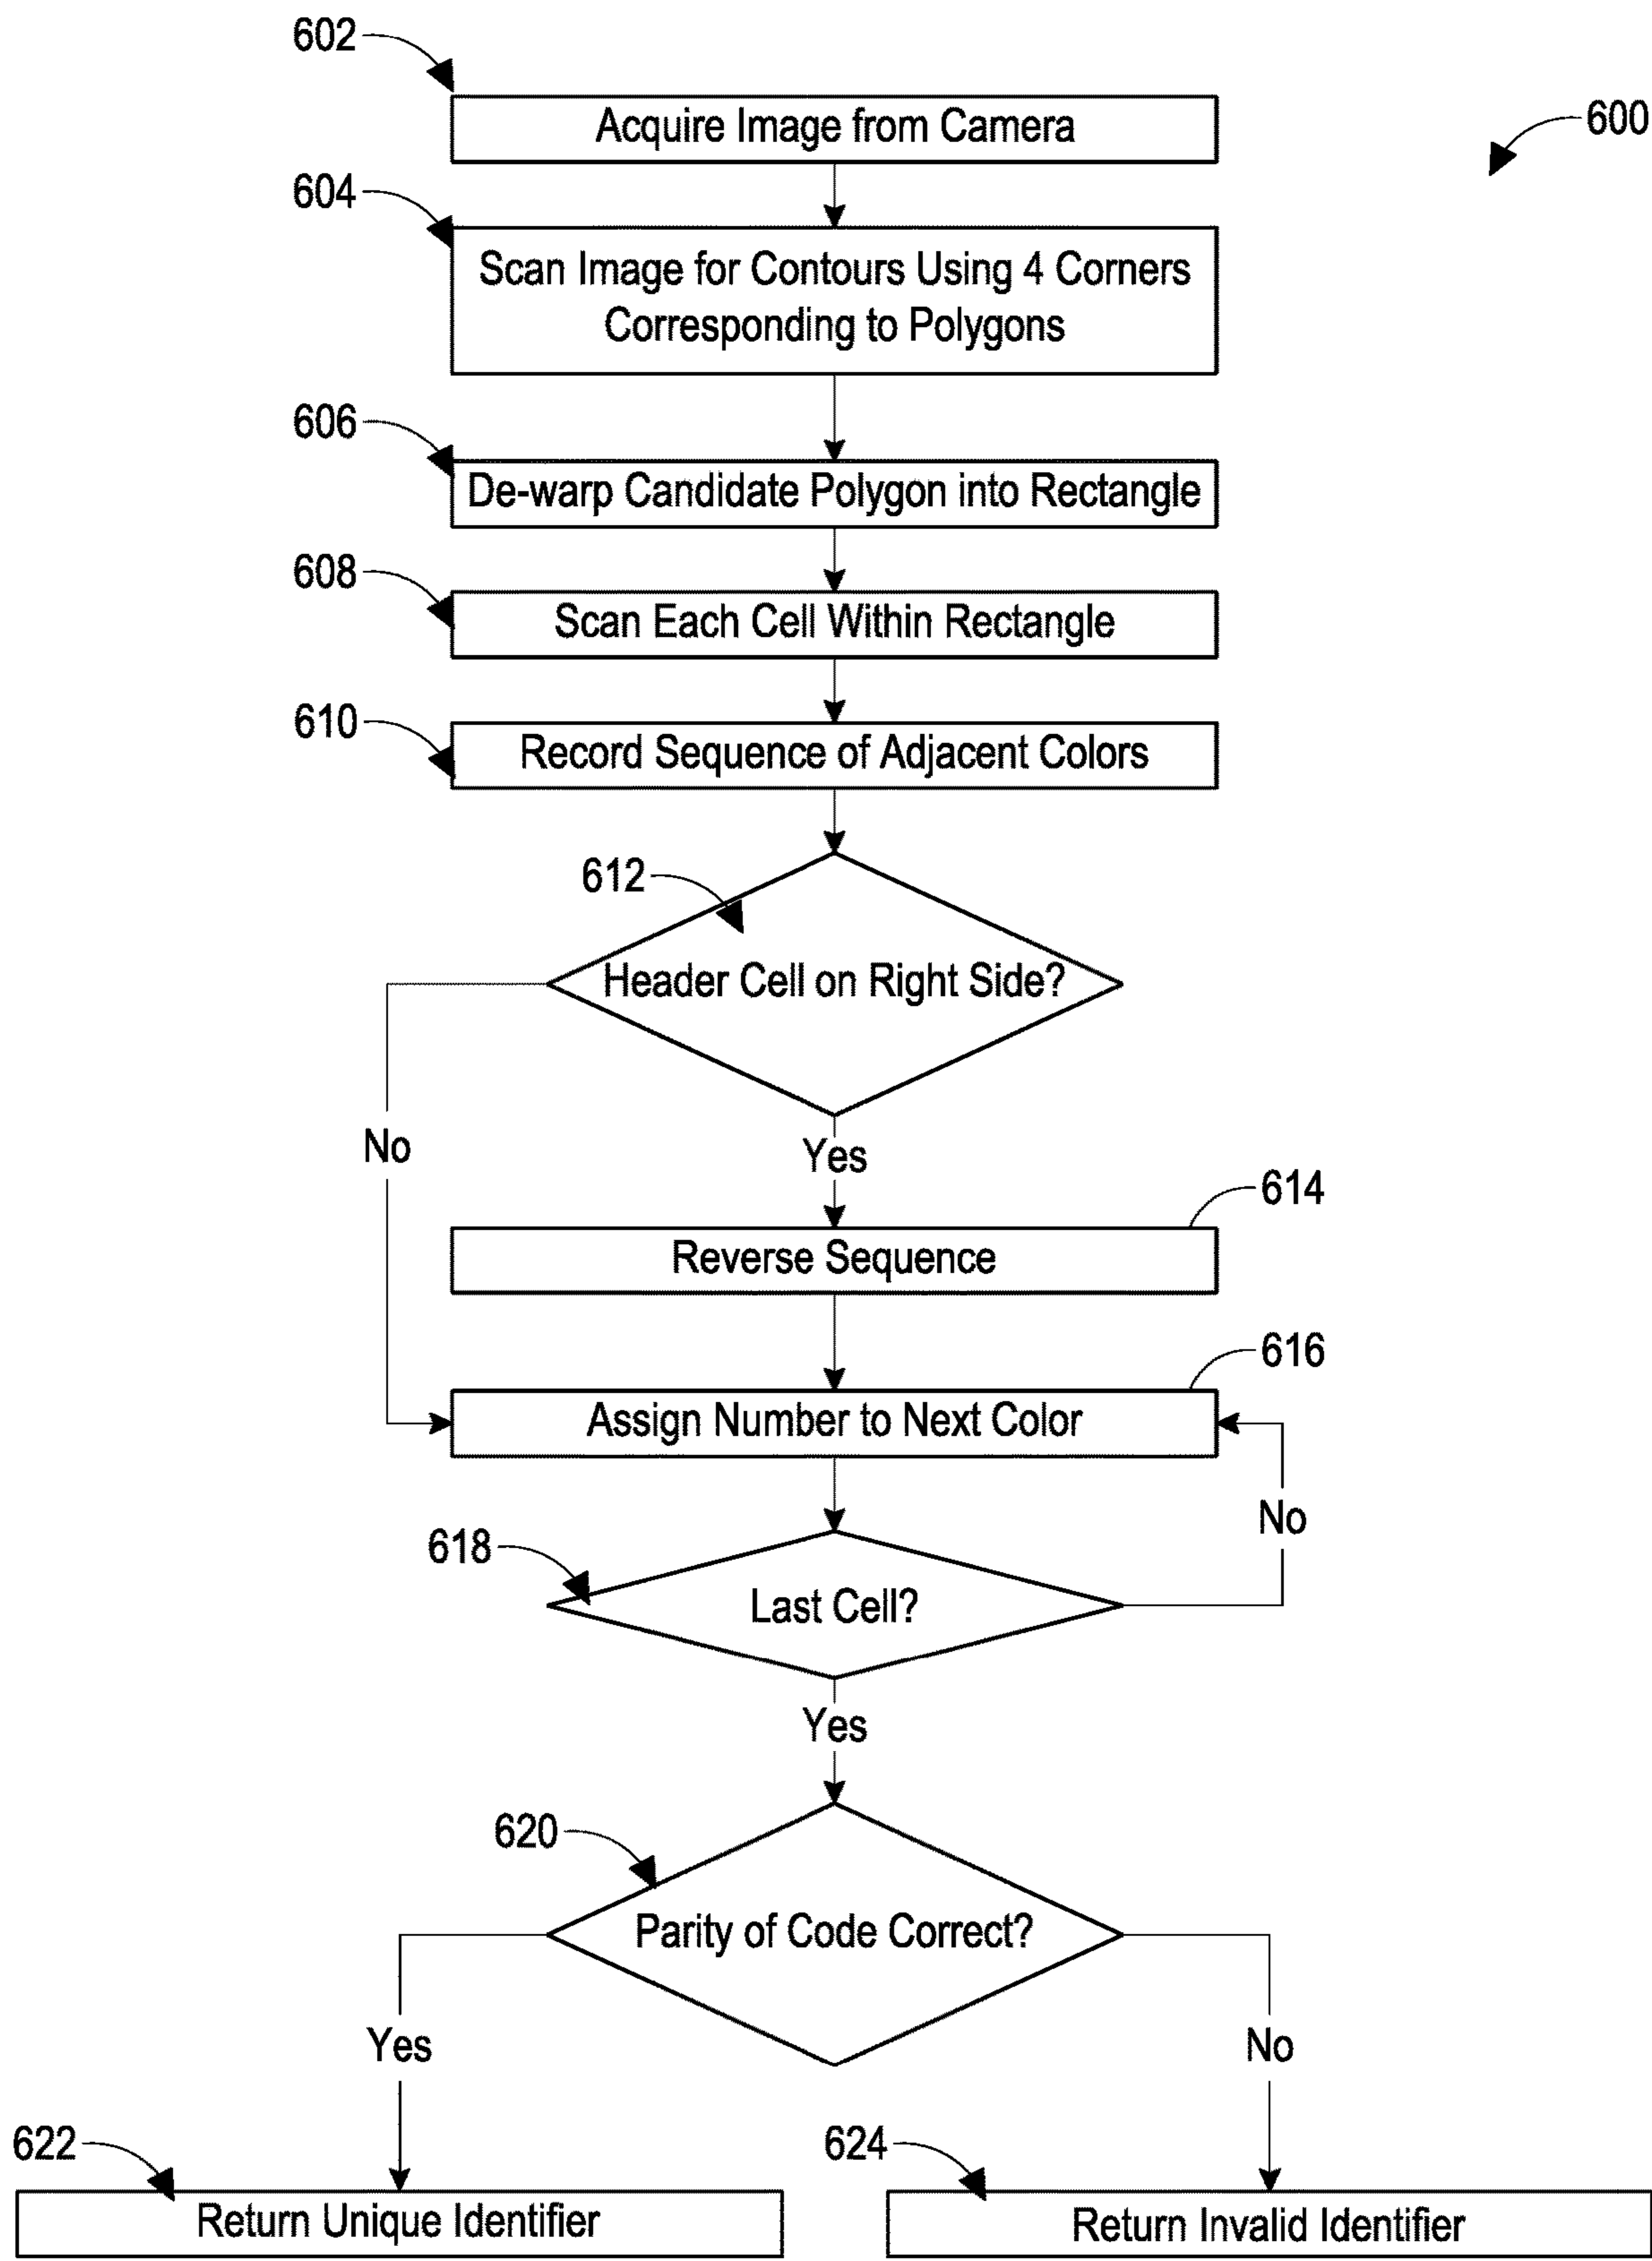 602
Acquire Image from Camera
600
604
Scan Image for Contours Using 4 Corners
Corresponding to Polygons
606
De-warp Candidate Polygon into Rectangle
608
Scan Each Cell Within Rectangle
610
Record Sequence of Adjacent Colors
612
Header Cell on Right Side?
No
Yes
614
Reverse Sequence
616
Assign Number to Next Color
No
618
Last Cell?
Yes
620
Parity of Code Correct?
Yes
No
622
Return Unique Identifier
624
Return Invalid Identifier